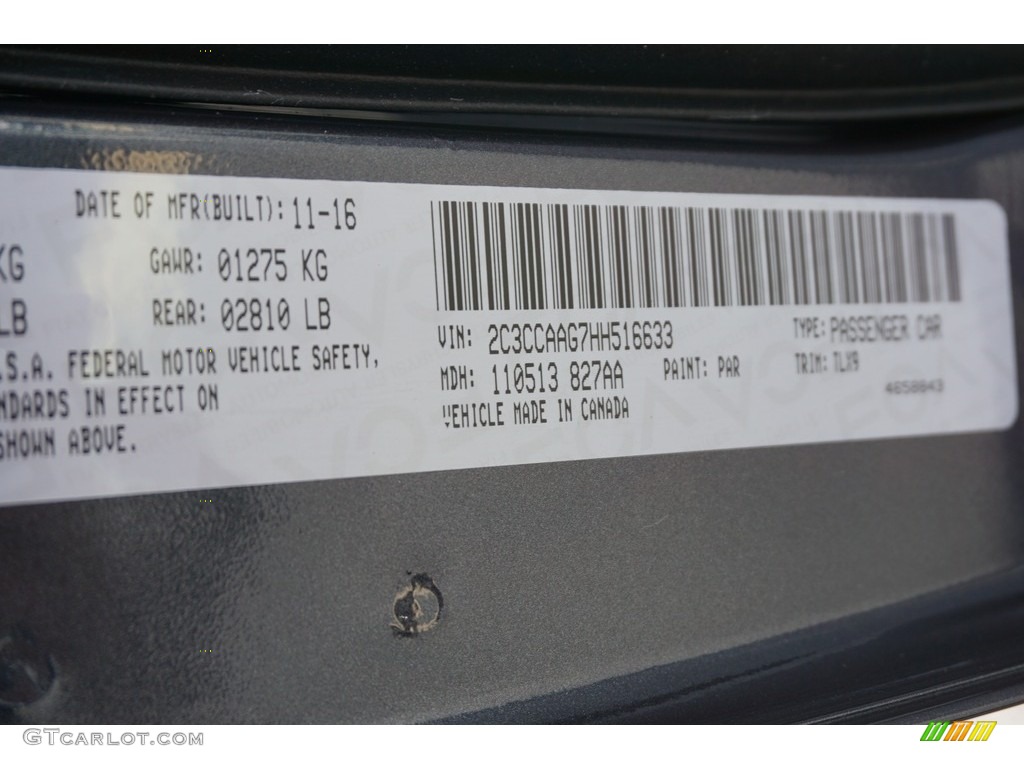 DATE OF MFR(BUILT): 11-16
KG GAWR: 01275 KG
LB REAR: 02810 LB
.S.A. FEDERAL MOTOR VEHICLE SAFETY,
NDARDS IN EFFECT ON
SHOWN ABOVE.
VIN: 2C3CCAAG7HH516633 TYPE: PASSENGER CAR
MDH: 110513 827AA PAINT: PAR TRIM: TLX9
VEHICLE MADE IN CANADA 4658843
GTCARLOT.COM